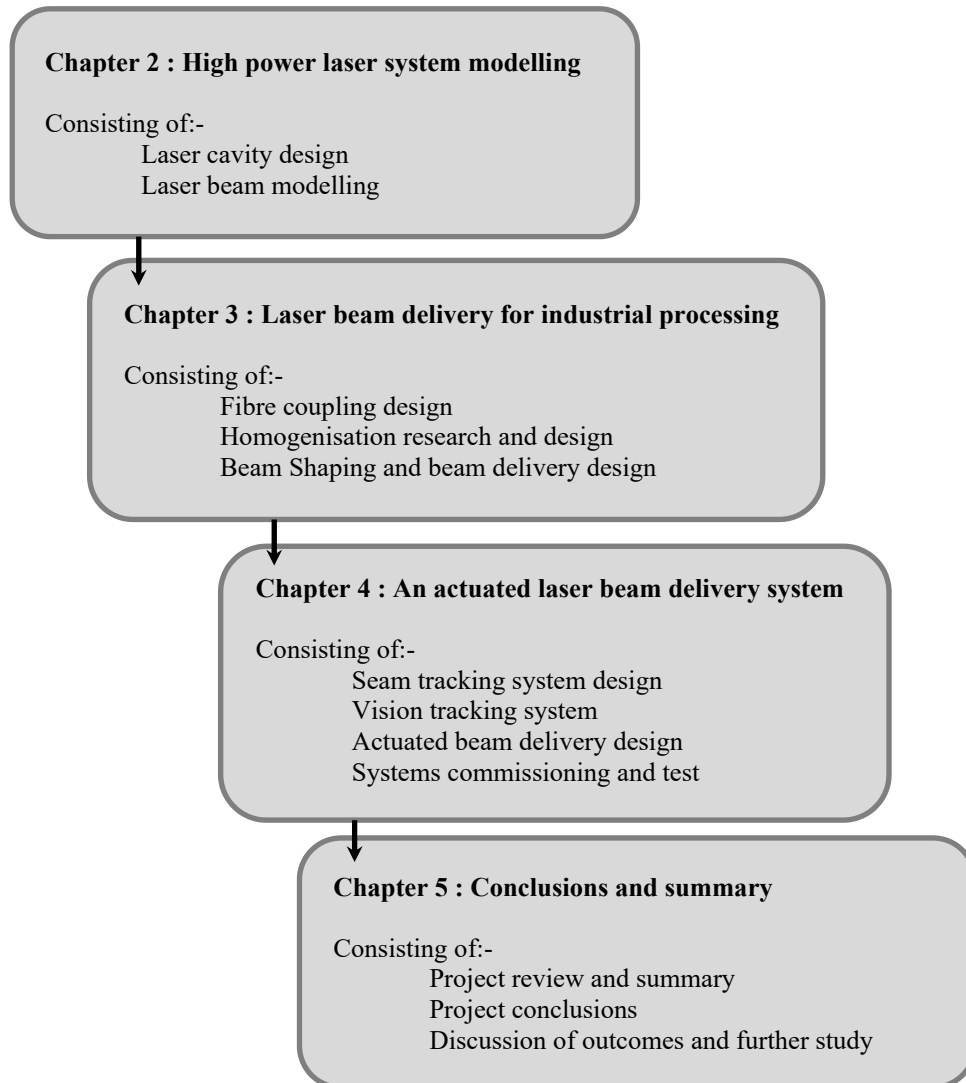 Chapter 2 : High power laser system modelling
Consisting of:-
Laser cavity design
Laser beam modelling
Chapter 3 : Laser beam delivery for industrial processing
Consisting of:-
Fibre coupling design
Homogenisation research and design
Beam Shaping and beam delivery design
Chapter 4 : An actuated laser beam delivery system
Consisting of:-
Seam tracking system design
Vision tracking system
Actuated beam delivery design
Systems commissioning and test
Chapter 5 : Conclusions and summary
Consisting of:-
Project review and summary
Project conclusions
Discussion of outcomes and further study